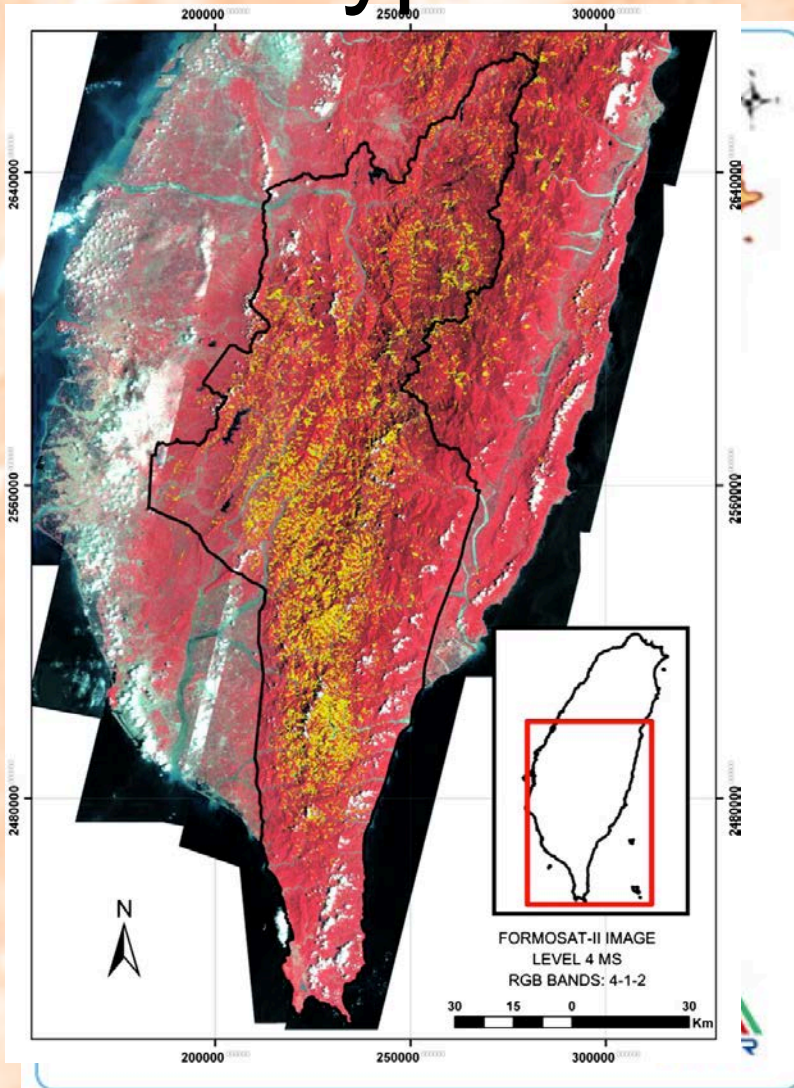 200000 250000 300000
2640000 2640000
2560000 2560000
2480000 2480000
N
FORMOSAT-II IMAGE
LEVEL 4 MS
RGB BANDS: 4-1-2
30 15 0 30
Km
200000 250000 300000